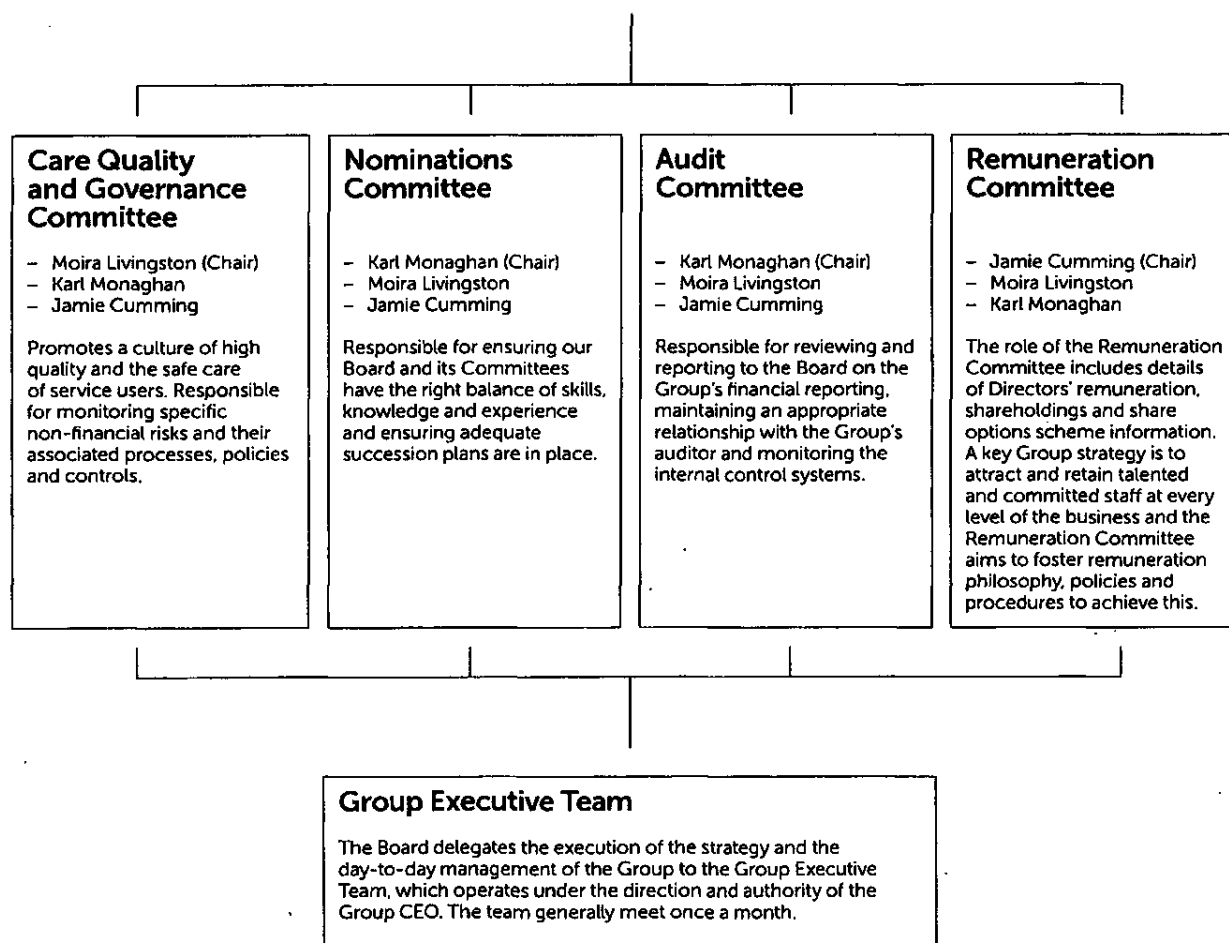 Care Quality
and Governance
Committee
– Moira Livingston (Chair)
– Karl Monaghan
– Jamie Cumming
Promotes a culture of high
quality and the safe care
of service users. Responsible
for monitoring specific
non-financial risks and their
associated processes, policies
and controls.
Nominations
Committee
– Karl Monaghan (Chair)
– Moira Livingston
– Jamie Cumming
Responsible for ensuring our
Board and its Committees
have the right balance of skills,
knowledge and experience
and ensuring adequate
succession plans are in place.
Audit
Committee
– Karl Monaghan (Chair)
– Moira Livingston
– Jamie Cumming
Responsible for reviewing and
reporting to the Board on the
Group's financial reporting,
maintaining an appropriate
relationship with the Group's
auditor and monitoring the
internal control systems.
Remuneration
Committee
– Jamie Cumming (Chair)
– Moira Livingston
– Karl Monaghan
The role of the Remuneration
Committee includes details
of Directors' remuneration,
shareholdings and share
options scheme information.
A key Group strategy is to
attract and retain talented
and committed staff at every
level of the business and the
Remuneration Committee
aims to foster remuneration
philosophy, policies and
procedures to achieve this.
Group Executive Team
The Board delegates the execution of the strategy and the
day-to-day management of the Group to the Group Executive
Team, which operates under the direction and authority of the
Group CEO. The team generally meet once a month.